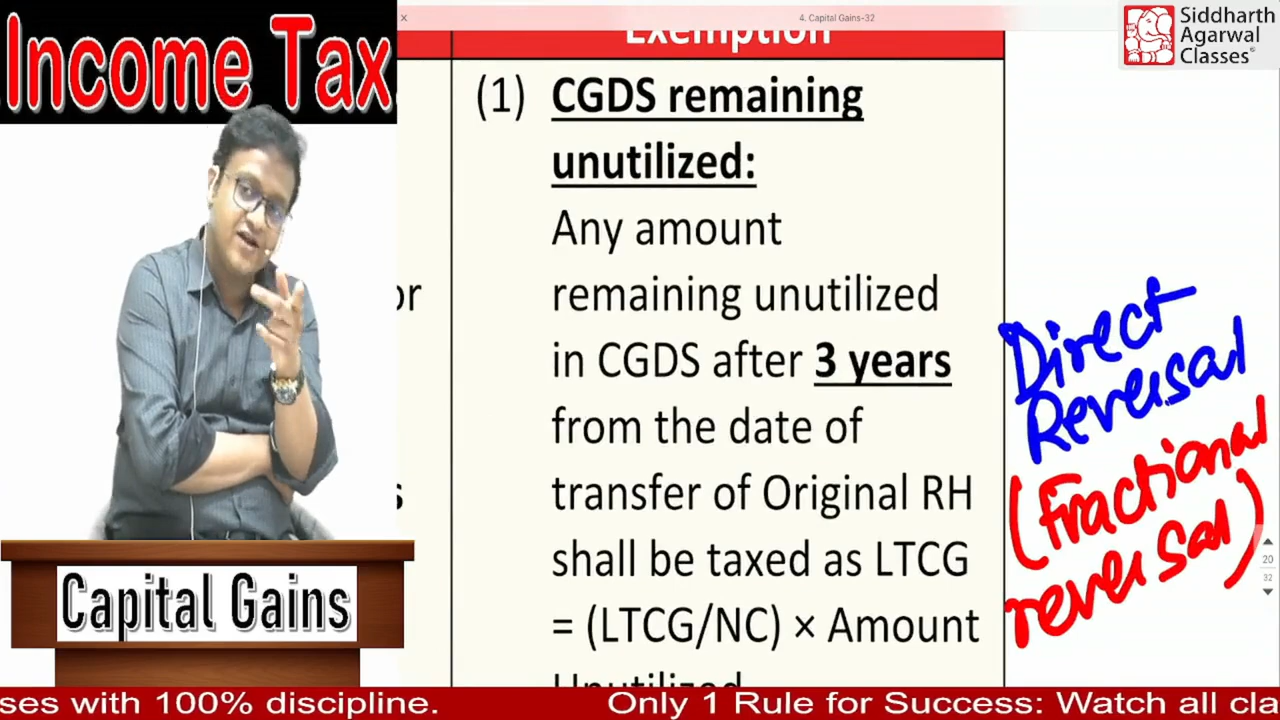 Income Tax
4. Capital Gains-32
Siddharth
Agarwal
Classes
Exemption
(1) CGDS remaining
unutilized:
Any amount
remaining unutilized
in CGDS after 3 years
from the date of
transfer of Original RH
shall be taxed as LTCG
= (LTCG/NC) × Amount
Unutilized
or
s
Direct
Reversal
(Fractional
reversal)
20
32
Capital Gains
ses with 100% discipline. Only 1 Rule for Success: Watch all cla